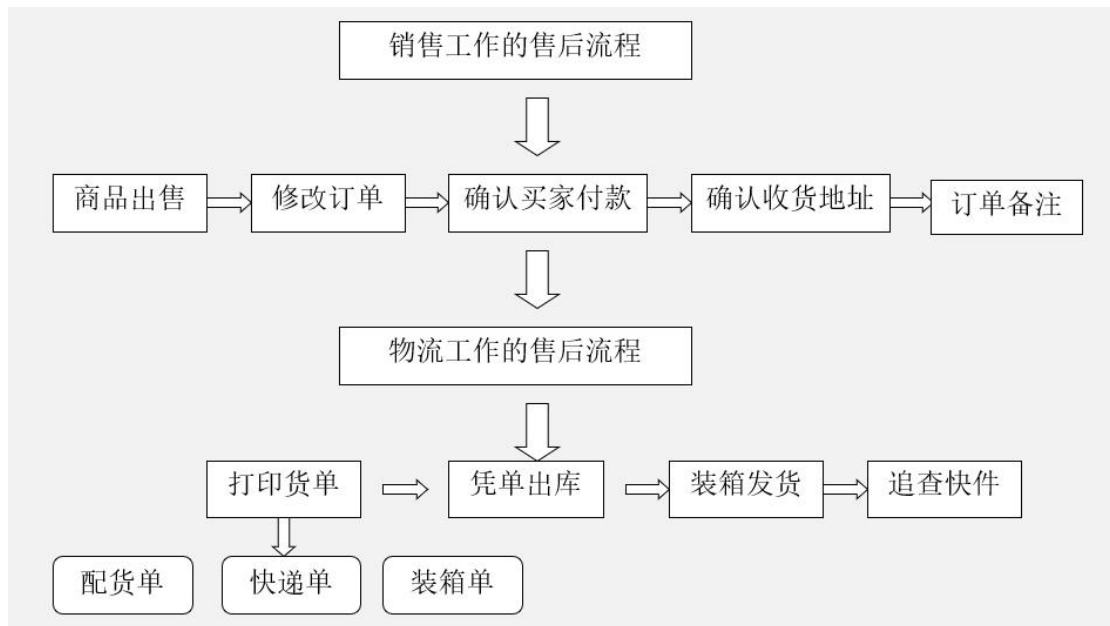 销售工作的售后流程
商品出售
修改订单
确认买家付款
确认收货地址
订单备注
物流工作的售后流程
打印货单
凭单出库
装箱发货
追查快件
配货单
快递单
装箱单